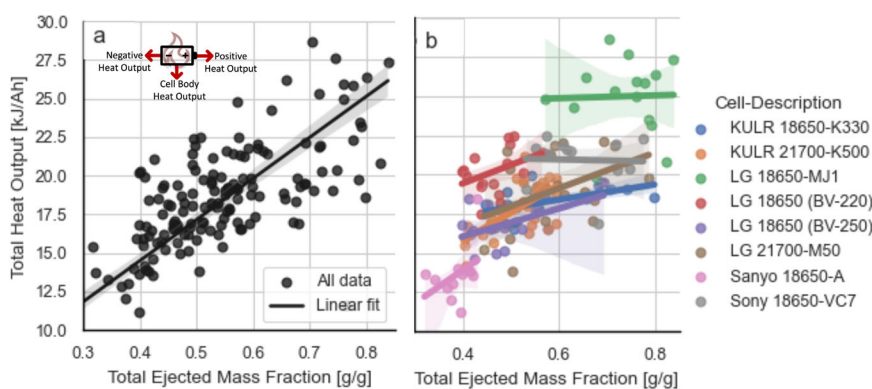 a
Negative
Heat Output
Positive
Heat Output
Cell Body
Heat Output
- +
Total Heat Output [kJ/Ah]
30.0
27.5
25.0
22.5
20.0
17.5
15.0
12.5
10.0
All data
Linear fit
0.3 0.4 0.5 0.6 0.7 0.8
Total Ejected Mass Fraction [g/g]
b
0.4 0.6 0.8
Total Ejected Mass Fraction [g/g]
Cell-Description
KULR 18650-K330
KULR 21700-K500
LG 18650-MJ1
LG 18650 (BV-220)
LG 18650 (BV-250)
LG 21700-M50
Sanyo 18650-A
Sony 18650-VC7